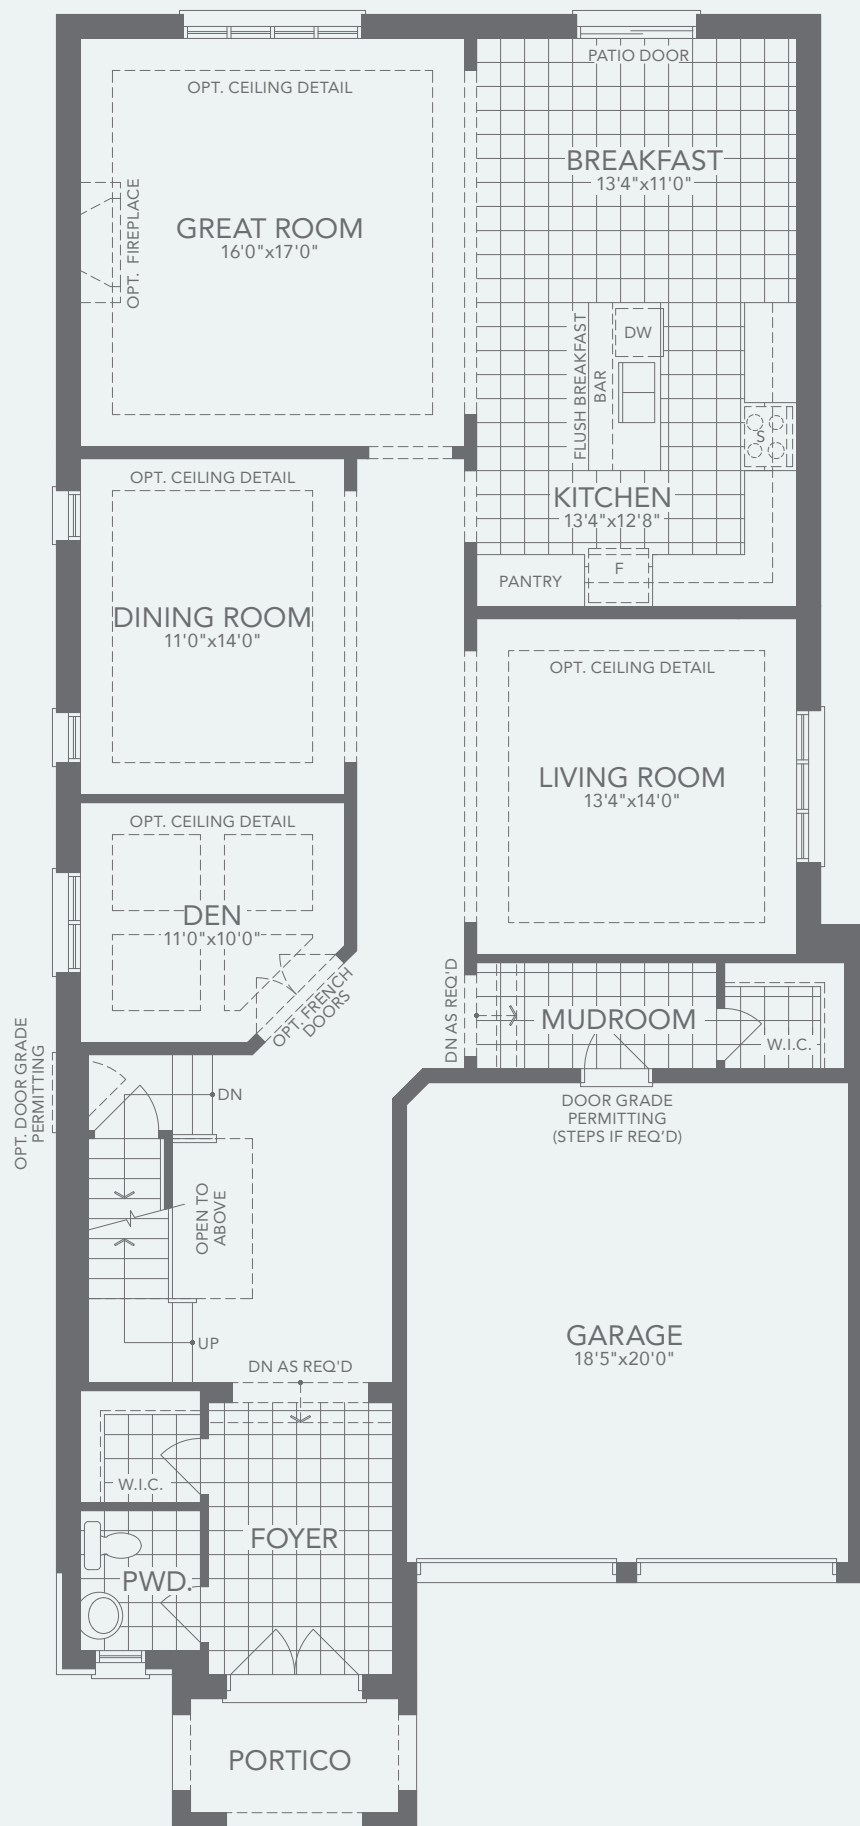 PATIO DOOR
OPT. CEILING DETAIL
BREAKFAST
13'4"x11'0"
GREAT ROOM
16'0"x17'0"
OPT. FIREPLACE
FLUSH BREAKFAST
BAR
DW
S
KITCHEN
13'4"x12'8"
PANTRY
F
OPT. CEILING DETAIL
DINING ROOM
11'0"x14'0"
OPT. CEILING DETAIL
LIVING ROOM
13'4"x14'0"
OPT. CEILING DETAIL
DEN
11'0"x10'0"
OPT. FRENCH
DOORS
DN AS REQ'D
MUDROOM
W.I.C.
OPT. DOOR GRADE
PERMITTING
DN
DOOR GRADE
PERMITTING
(STEPS IF REQ'D)
OPEN TO
ABOVE
UP
GARAGE
18'5"x20'0"
DN AS REQ'D
W.I.C.
FOYER
PWD.
PORTICO